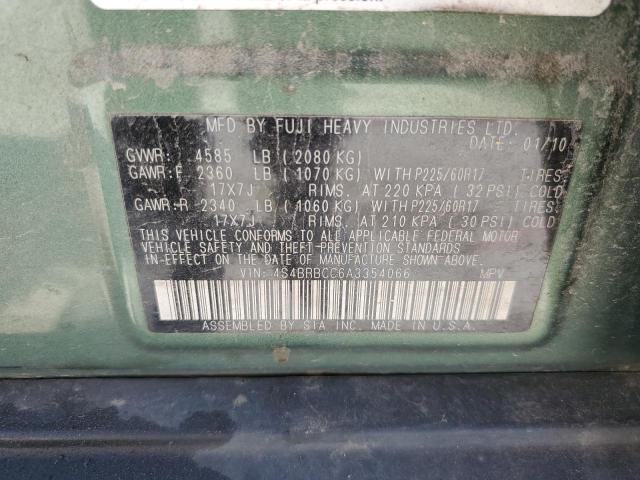 MFD BY FUJI HEAVY INDUSTRIES LTD.
DATE: 01/10
GVWR: 4585 LB (2080 KG)
GAWR:F 2360 LB (1070 KG) WITH P225/60R17 TIRES.
17X7J RIMS. AT 220 KPA (32 PSI) COLD
GAWR:R 2340 LB (1060 KG) WITH P225/60R17 TIRES.
17X7J RIMS. AT 210 KPA (30 PSI) COLD
THIS VEHICLE CONFORMS TO ALL APPLICABLE FEDERAL MOTOR
VEHICLE SAFETY AND THEFT-PREVENTION STANDARDS
IN EFFECT ON THE DATE OF MANUFACTURE SHOWN ABOVE.
VIN: 4S4BRBCC6A3354066 MPV
ASSEMBLED BY SIA INC. MADE IN U.S.A.